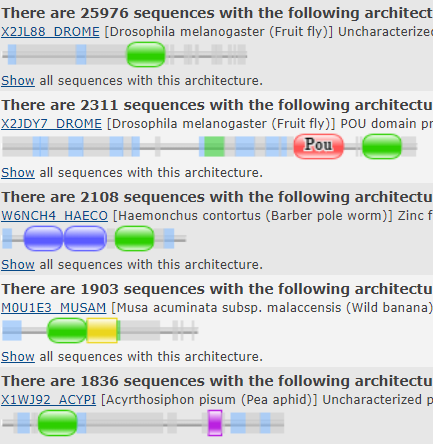 There are 25976 sequences with the following architect
X2JL88_DROME [Drosophila melanogaster (Fruit fly)] Uncharacterized
Show all sequences with this architecture.
There are 2311 sequences with the following architectu
X2JDY7_DROME [Drosophila melanogaster (Fruit fly)] POU domain pr
Pou
Show all sequences with this architecture.
There are 2108 sequences with the following architectu
W6NCH4_HAECO [Haemonchus contortus (Barber pole worm)] Zinc f
Show all sequences with this architecture.
There are 1903 sequences with the following architectu
M0U1E3_MUSAM [Musa acuminata subsp. malaccensis (Wild banana)
Show all sequences with this architecture.
There are 1836 sequences with the following architectu
X1WJ92_ACYPI [Acyrthosiphon pisum (Pea aphid)] Uncharacterized p